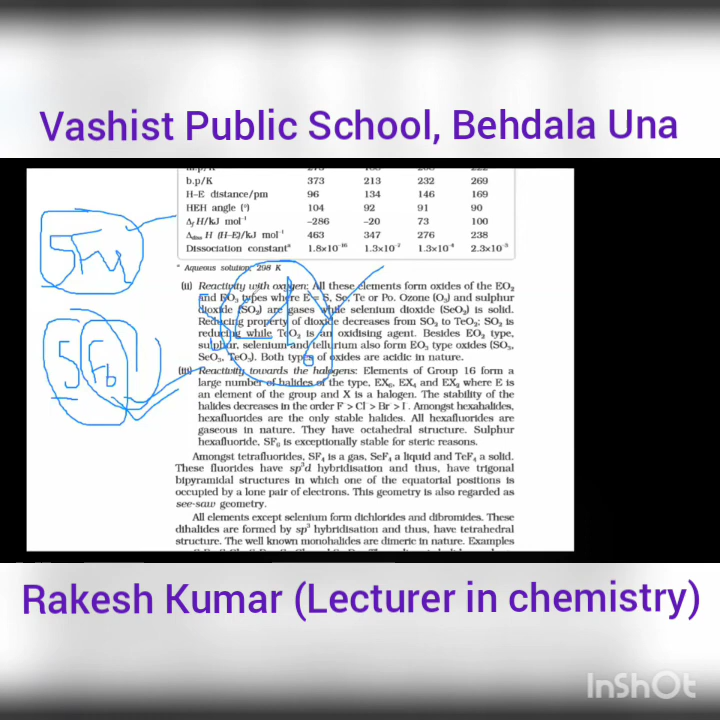 Vashist Public School, Behdala Una
b.p/K 373 213 232 269
H–E distance/pm 96 134 146 169
HEH angle (°) 104 92 91 90
ΔfH/kJ mol⁻¹ –286 –20 73 100
ΔdissH (H–E)/kJ mol⁻¹ 463 347 276 238
Dissociation constantᵃ 1.8×10⁻¹⁶ 1.3×10⁻⁷ 1.3×10⁻⁴ 2.3×10⁻³
ᵃ Aqueous solution, 298 K
(ii) Reactivity with oxygen: All these elements form oxides of the EO₂
and EO₃ types where E = S, Se, Te or Po. Ozone (O₃) and sulphur
dioxide (SO₂) are gases while selenium dioxide (SeO₂) is solid.
Reducing property of dioxide decreases from SO₂ to TeO₂; SO₂ is
reducing while TeO₂ is an oxidising agent. Besides EO₂ type,
sulphur, selenium and tellurium also form EO₃ type oxides (SO₃,
SeO₃, TeO₃). Both types of oxides are acidic in nature.
(iii) Reactivity towards the halogens: Elements of Group 16 form a
large number of halides of the type, EX₆, EX₄ and EX₂ where E is
an element of the group and X is a halogen. The stability of the
halides decreases in the order F > Cl > Br > I. Amongst hexahalides,
hexafluorides are the only stable halides. All hexafluorides are
gaseous in nature. They have octahedral structure. Sulphur
hexafluoride, SF₆ is exceptionally stable for steric reasons.
Amongst tetrafluorides, SF₄ is a gas, SeF₄ a liquid and TeF₄ a solid.
These fluorides have sp³d hybridisation and thus, have trigonal
bipyramidal structures in which one of the equatorial positions is
occupied by a lone pair of electrons. This geometry is also regarded as
see-saw geometry.
All elements except selenium form dichlorides and dibromides. These
dihalides are formed by sp³ hybridisation and thus, have tetrahedral
structure. The well known monohalides are dimeric in nature. Examples
Rakesh Kumar (Lecturer in chemistry)
InShOt